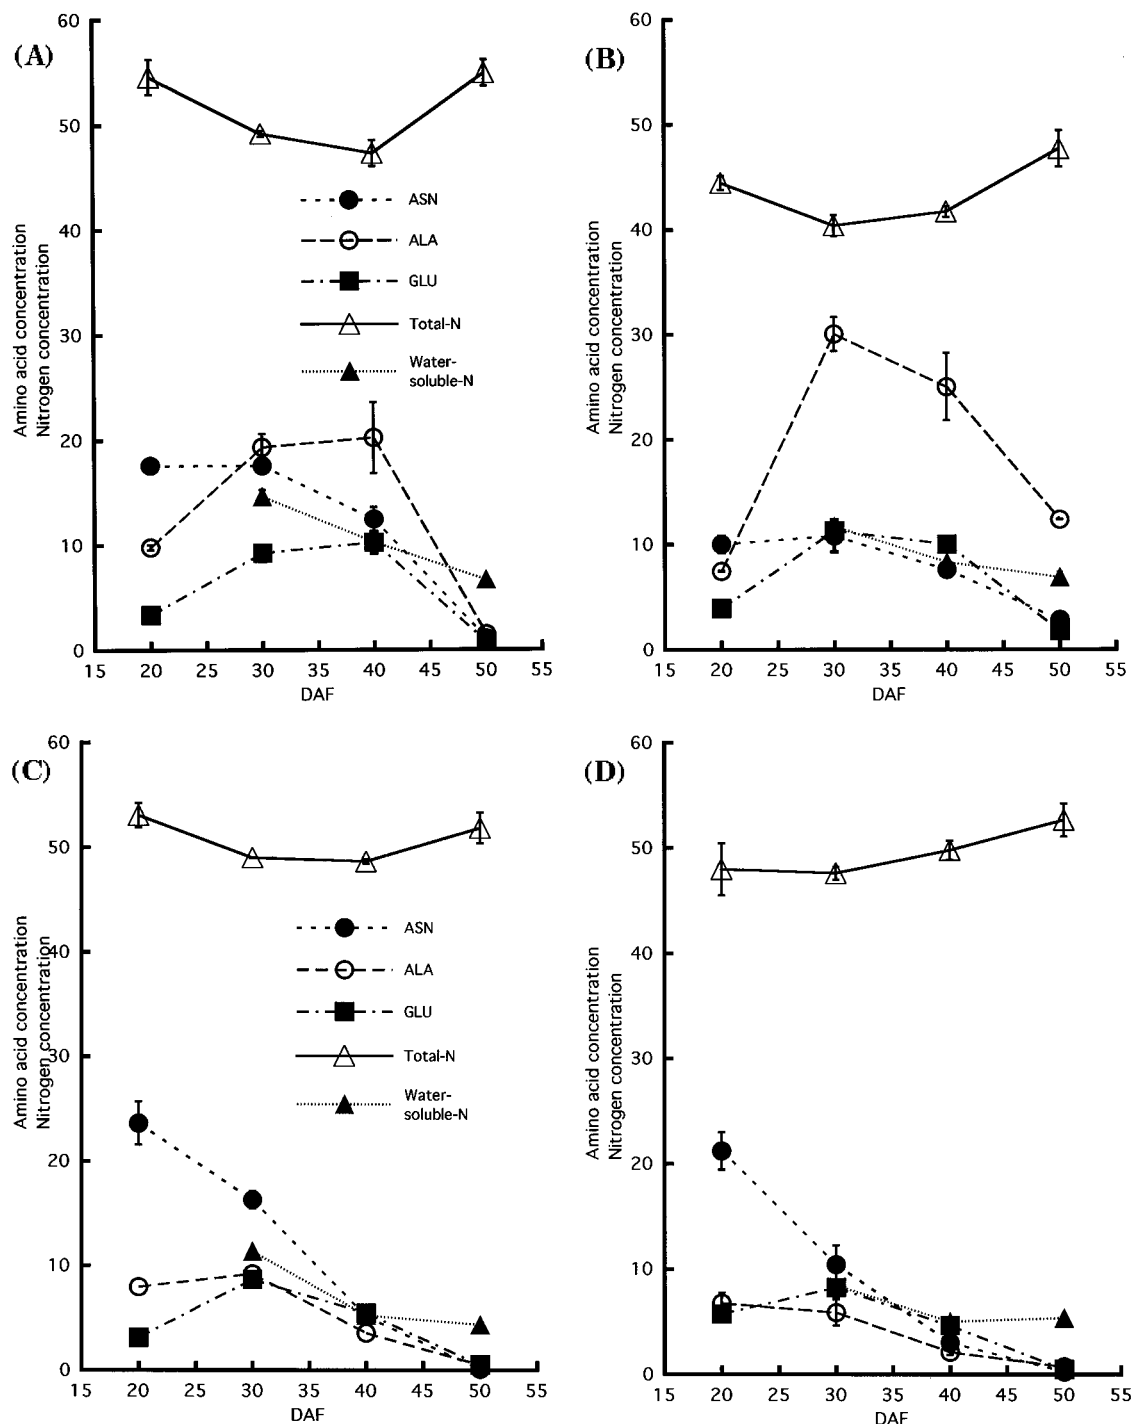 (A)
60
50
40
30
20
10
0
Amino acid concentration
Nitrogen concentration
ASN
ALA
GLU
Total-N
Water-
soluble-N
15 20 25 30 35 40 45 50 55
DAF
(B)
60
50
40
30
20
10
0
Amino acid concentration
Nitrogen concentration
15 20 25 30 35 40 45 50 55
DAF
(C)
60
50
40
30
20
10
0
Amino acid concentration
Nitrogen concentration
ASN
ALA
GLU
Total-N
Water-
soluble-N
15 20 25 30 35 40 45 50 55
DAF
(D)
60
50
40
30
20
10
0
Amino acid concentration
Nitrogen concentration
15 20 25 30 35 40 45 50 55
DAF